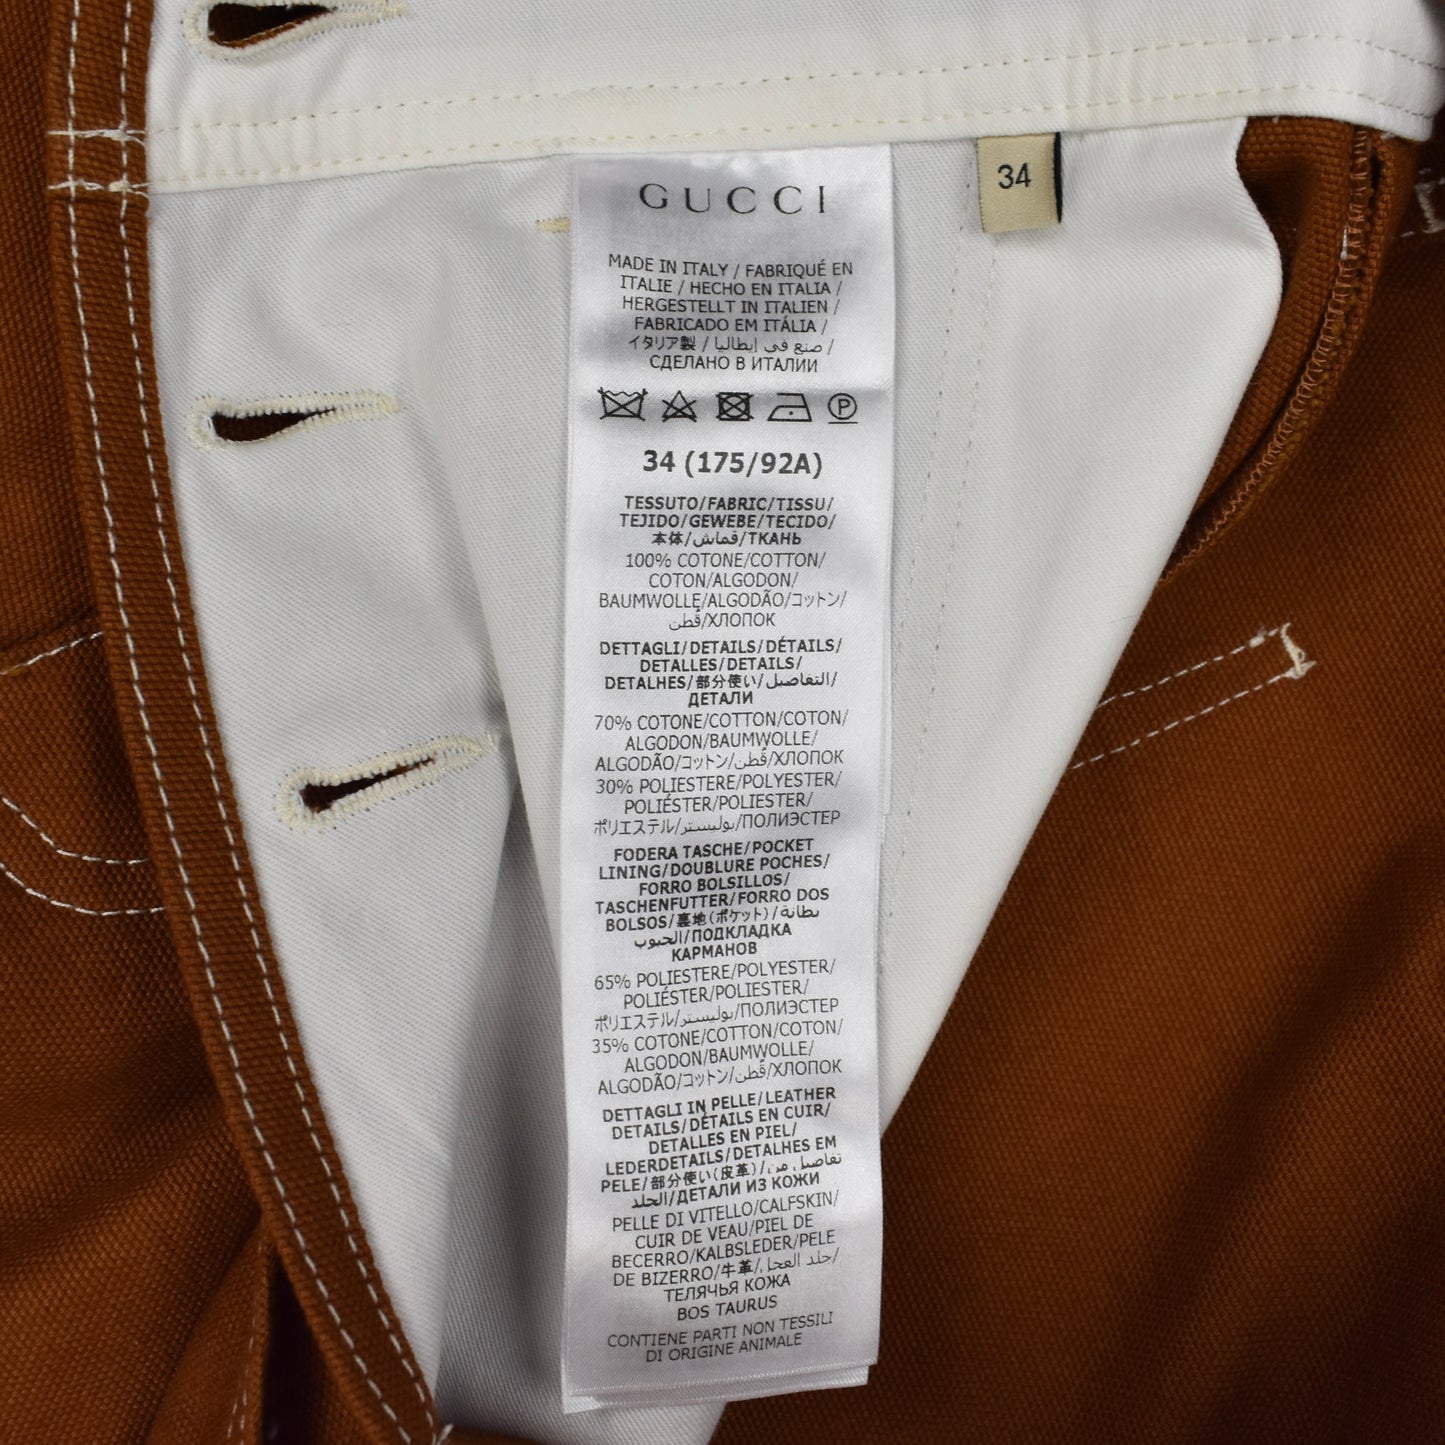 GUCCI
34
MADE IN ITALY / FABRIQUÉ EN
ITALIE / HECHO EN ITALIA /
HERGESTELLT IN ITALIEN /
FABRICADO EM ITÁLIA /
イタリア製 / صنع في إيطاليا /
СДЕЛАНО В ИТАЛИИ
P
34 (175/92A)
TESSUTO/FABRIC/TISSU/
TEJIDO/GEWEBE/TECIDO/
本体/قماش/ТКАНЬ
100% COTONE/COTTON/
COTON/ALGODON/
BAUMWOLLE/ALGODÃO/コットン/
قُطن/ХЛОПОК
DETTAGLI/DETAILS/DÉTAILS/
DETALLES/DETAILS/
DETALHES/部分使い/التفاصيل/
ДЕТАЛИ
70% COTONE/COTTON/COTON/
ALGODON/BAUMWOLLE/
ALGODÃO/コットン/قُطن/ХЛОПОК
30% POLIESTERE/POLYESTER/
POLIÉSTER/POLIESTER/
ポリエステル/بوليستر/ПОЛИЭСТЕР
FODERA TASCHE/POCKET
LINING/DOUBLURE POCHES/
FORRO BOLSILLOS/
TASCHENFUTTER/FORRO DOS
BOLSOS/裏地(ポケット)/بطانة
الجيوب/ПОДКЛАДКА
КАРМАНОВ
65% POLIESTERE/POLYESTER/
POLIÉSTER/POLIESTER/
ポリエステル/بوليستر/ПОЛИЭСТЕР
35% COTONE/COTTON/COTON/
ALGODON/BAUMWOLLE/
ALGODÃO/コットン/قُطن/ХЛОПОК
DETTAGLI IN PELLE/LEATHER
DETAILS/DÉTAILS EN CUIR/
DETALLES EN PIEL/
LEDERDETAILS/DETALHES EM
PELE/部分使い(皮革)/تفاصيل من
الجلد/ДЕТАЛИ ИЗ КОЖИ
PELLE DI VITELLO/CALFSKIN/
CUIR DE VEAU/PIEL DE
BECERRO/KALBSLEDER/PELE
DE BIZERRO/牛革/جلد العجل/
ТЕЛЯЧЬЯ КОЖА
BOS TAURUS
CONTIENE PARTI NON TESSILI
DI ORIGINE ANIMALE